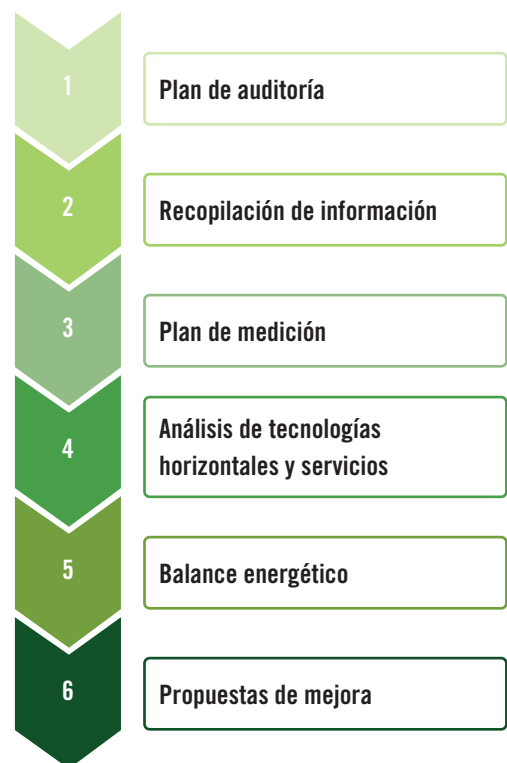 1
Plan de auditoría
2
Recopilación de información
3
Plan de medición
4
Análisis de tecnologías
horizontales y servicios
5
Balance energético
6
Propuestas de mejora